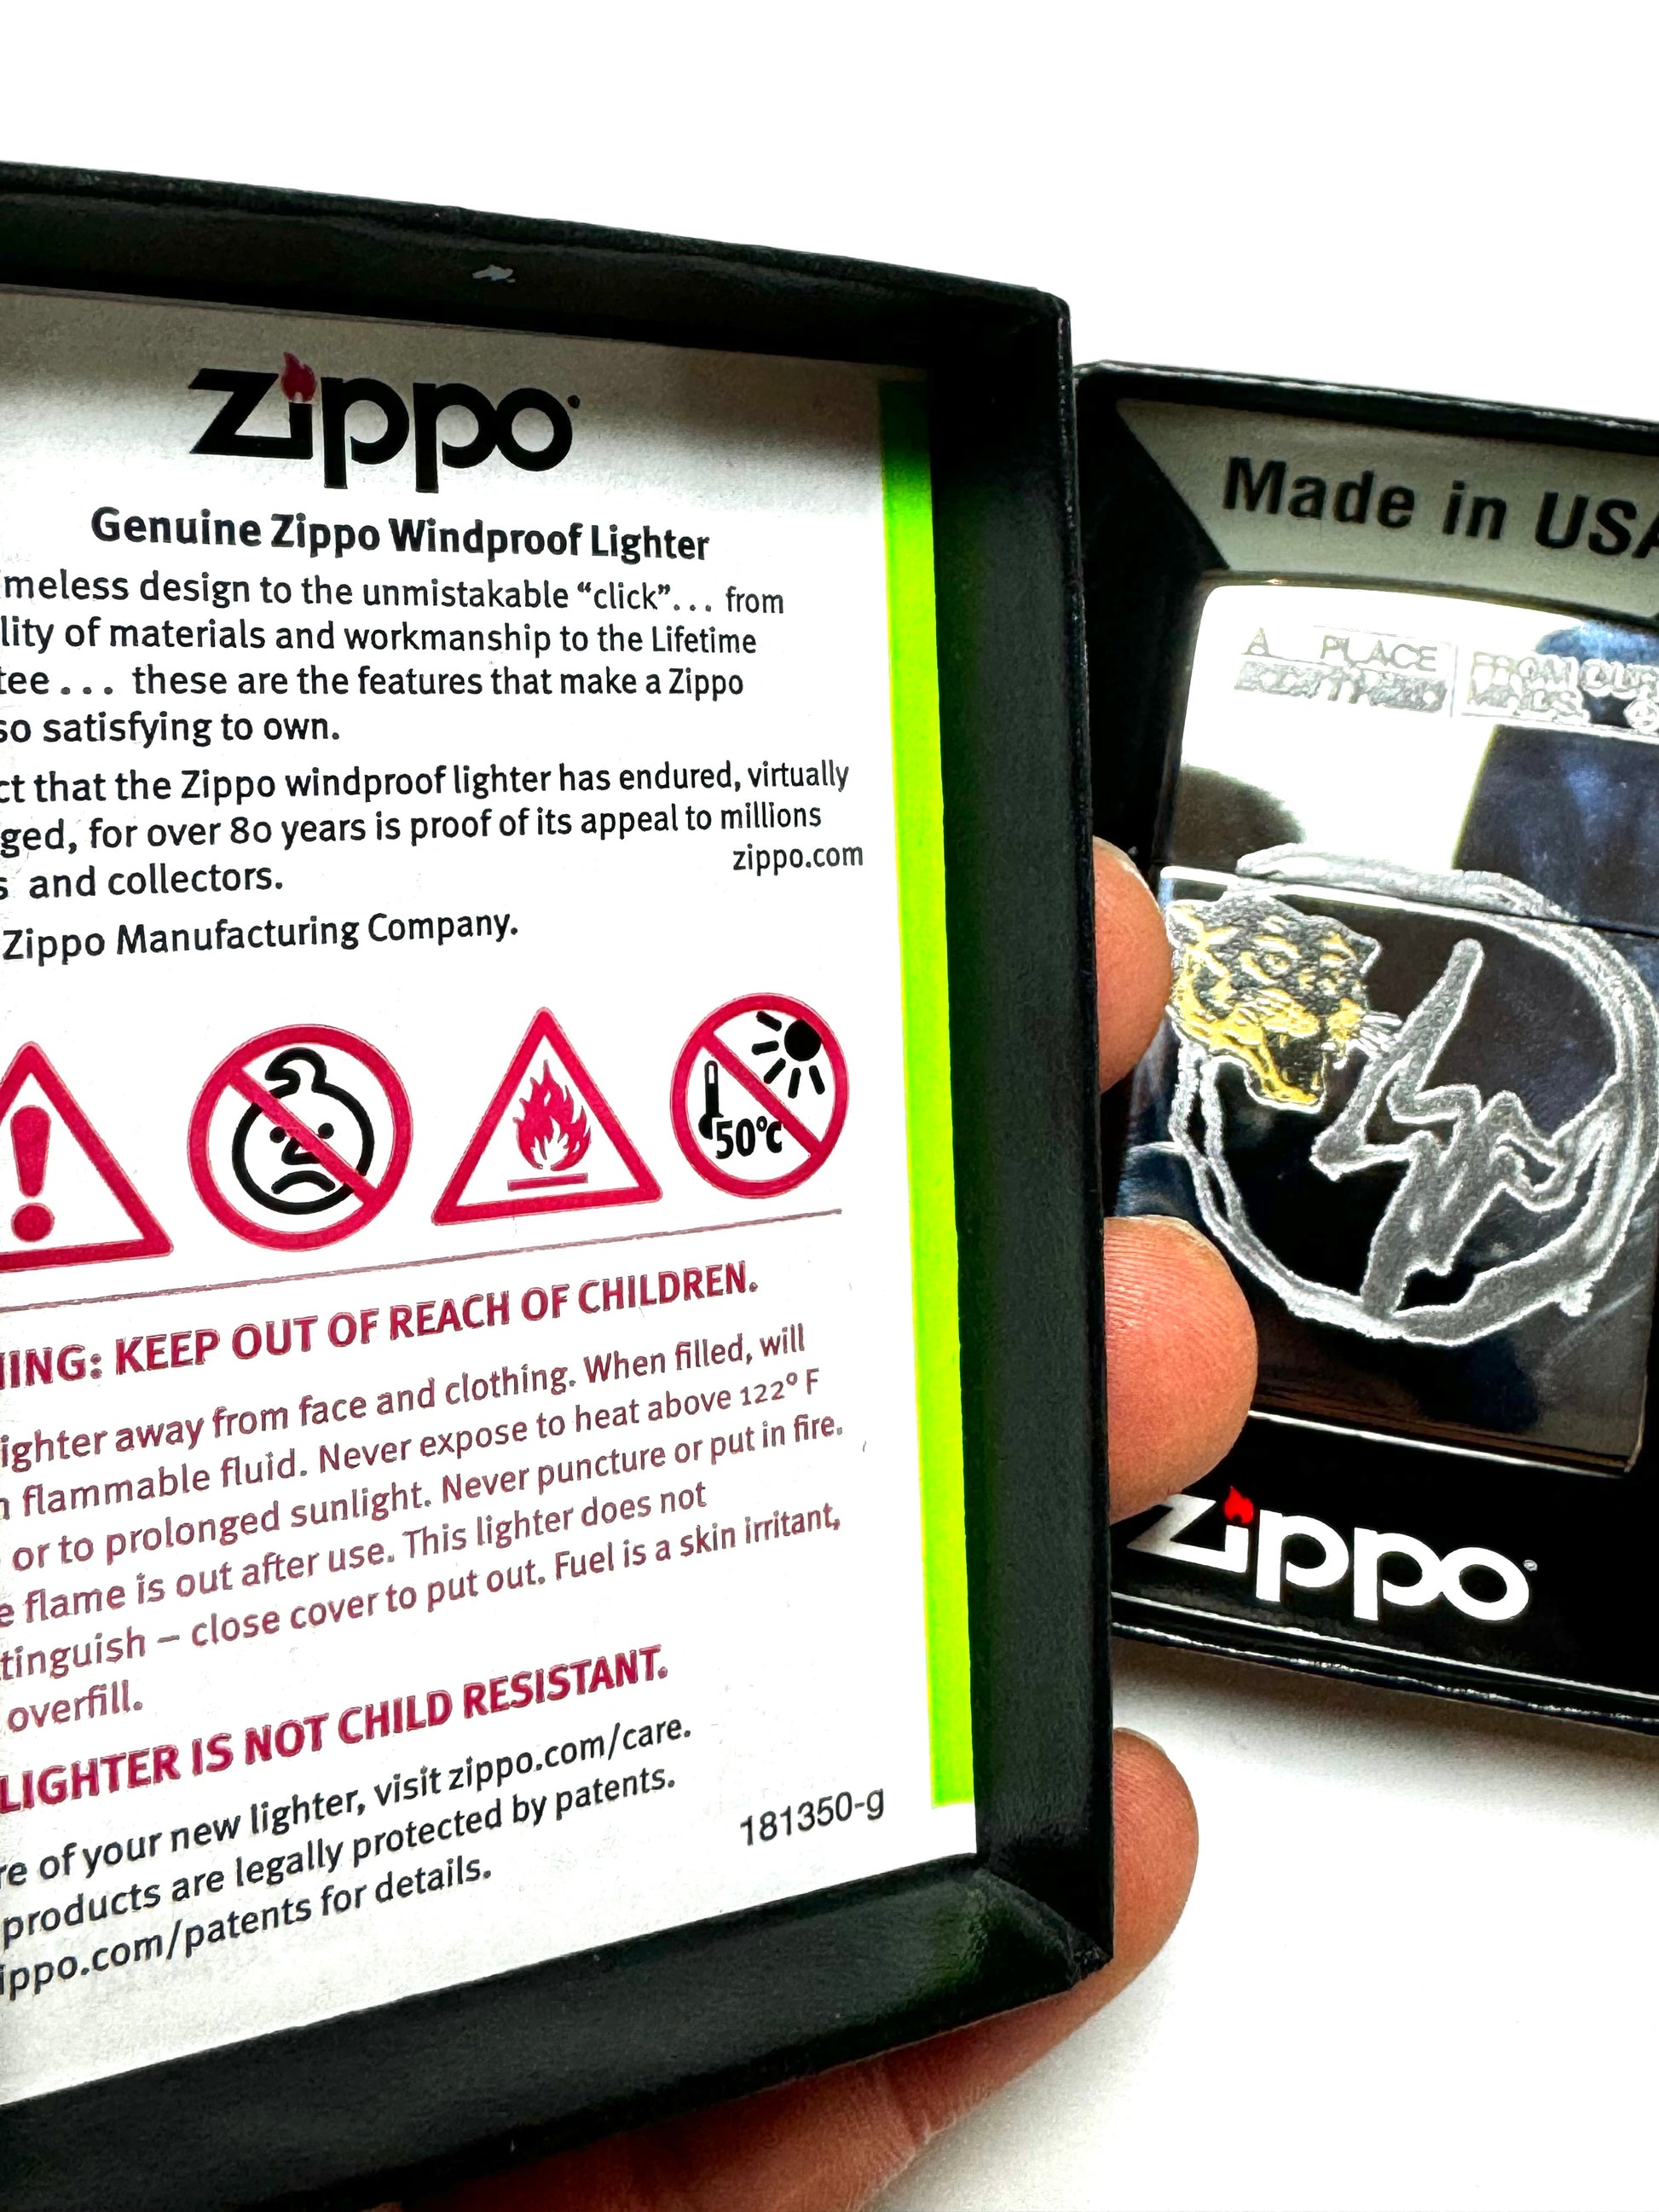 zippo
Genuine Zippo Windproof Lighter
meless design to the unmistakable “click”... from
lity of materials and workmanship to the Lifetime
tee... these are the features that make a Zippo
so satisfying to own.
ct that the Zippo windproof lighter has endured, virtually
ged, for over 80 years is proof of its appeal to millions
s and collectors.
zippo.com
Zippo Manufacturing Company.
50°C
ING: KEEP OUT OF REACH OF CHILDREN.
ighter away from face and clothing. When filled, will
flammable fluid. Never expose to heat above 122° F
or to prolonged sunlight. Never puncture or put in fire.
e flame is out after use. This lighter does not
tinguish – close cover to put out. Fuel is a skin irritant,
overfill.
LIGHTER IS NOT CHILD RESISTANT.
re of your new lighter, visit zippo.com/care.
products are legally protected by patents.
ippo.com/patents for details.
181350-g
Made in USA
A PLACE
FROM OUR
zippo